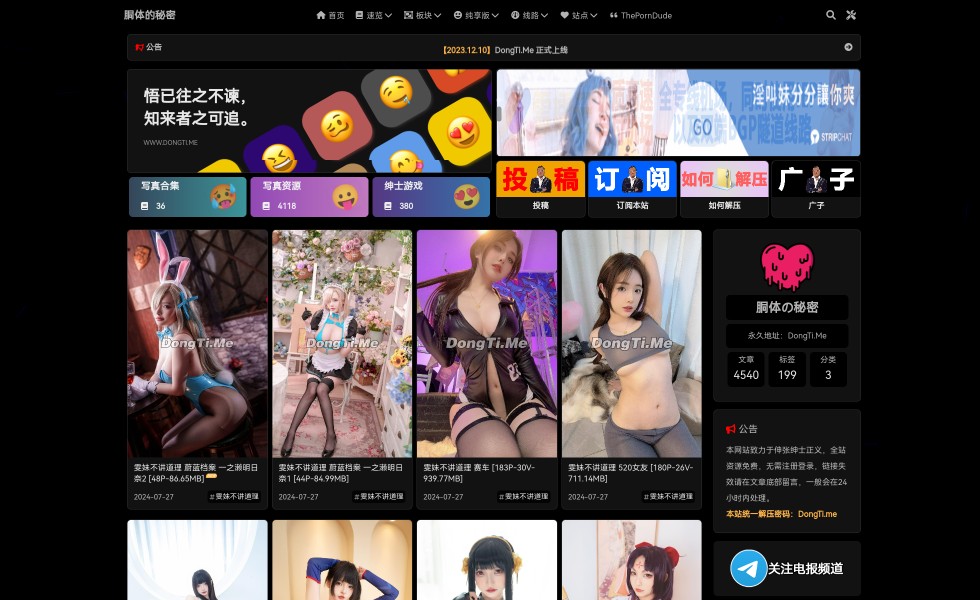 胴体的秘密
首页 速览 板块 纯享版 线路 站点 ThePornDude
公告
【2023.12.10】DongTi.Me 正式上线
悟已往之不谏，
知来者之可追。
WWW.DONGTI.ME
淫叫妹分分讓你爽
GO
STRIPCHAT
写真合集
36
写真资源
4118
绅士游戏
380
投稿
投稿
订阅
订阅本站
如何解压
如何解压
广子
广子
DongTi.Me
DongTi.Me
DongTi.Me
DongTi.Me
雯妹不讲道理 蔚蓝档案 一之濑明日
奈2 [48P-86.65MB]
2024-07-27 #雯妹不讲道理
雯妹不讲道理 蔚蓝档案 一之濑明日
奈1 [44P-84.99MB]
2024-07-27 #雯妹不讲道理
雯妹不讲道理 赛车 [183P-30V-
939.77MB]
2024-07-27 #雯妹不讲道理
雯妹不讲道理 520女友 [180P-26V-
711.14MB]
2024-07-27 #雯妹不讲道理
胴体の秘密
永久地址：DongTi.Me
文章 标签 分类
4540 199 3
公告
本网站致力于伸张绅士正义，全站
资源免费，无需注册登录，链接失
效请在文章底部留言，一般会在24
小时内处理。
本站统一解压密码：DongTi.me
关注电报频道